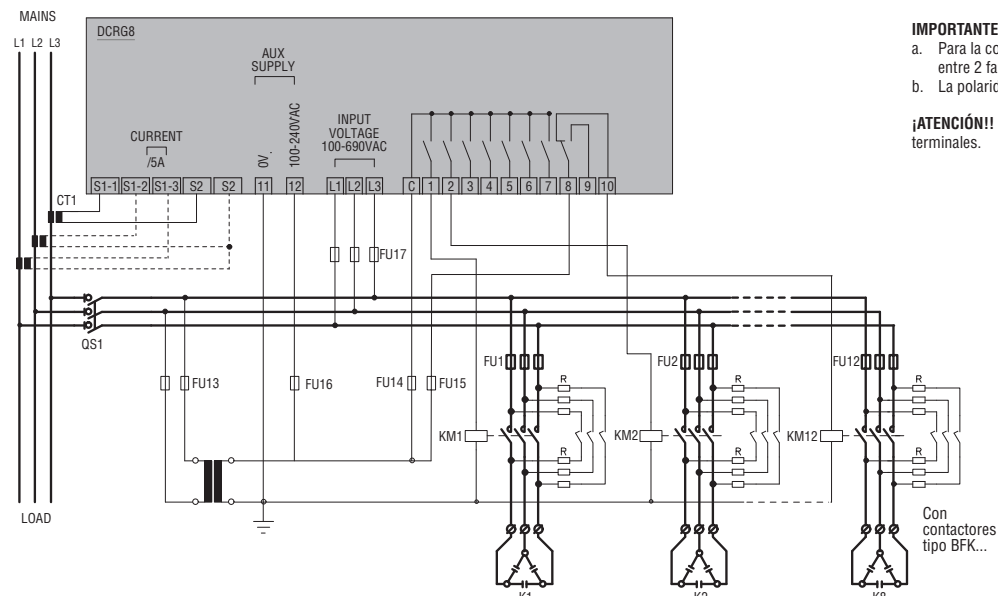 MAINS
L1 L2 L3
DCRG8
AUX
SUPPLY
CURRENT
/5A
0V.
100-240VAC
INPUT
VOLTAGE
100-690VAC
S1-1 S1-2 S1-3 S2 S2 11 12 L1 L2 L3 C 1 2 3 4 5 6 7 8 9 10
CT1
FU17
QS1
FU13
FU16
FU14
FU15
FU1
FU2
FU12
R
R
R
KM1
KM2
KM12
R
R
R
LOAD
K1
K2
K8
Con
contactores
tipo BFK...
IMPORTANTE
a. Para la
entre 2
b. La
¡ATENCIÓN!!
terminales.